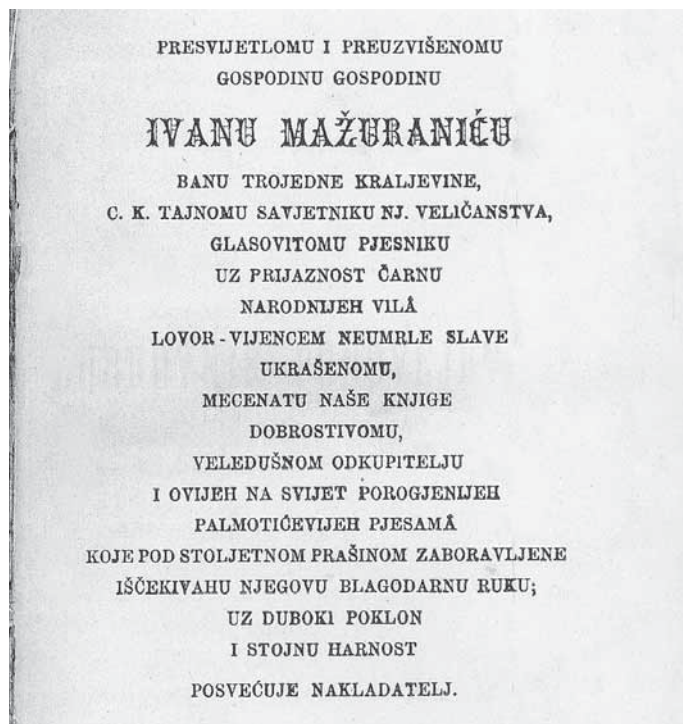 PRESVIJETLOMU I PREUZVIŠENOMU
GOSPODINU GOSPODINU
IVANU MAŽURANIĆU
BANU TROJEDNE KRALJEVINE,
C. K. TAJNOMU SAVJETNIKU NJ. VELIČANSTVA,
GLASOVITOMU PJESNIKU
UZ PRIJAZNOST ČARNU
NARODNIJEH VILÂ
LOVOR-VIJENCEM NEUMRLE SLAVE
UKRAŠENOMU,
MECENATU NAŠE KNJIGE
DOBROSTIVOMU,
VELEDUŠNOM ODKUPITELJU
I OVIJEH NA SVIJET POROGJENIJEH
PALMOTIĆEVIJEH PJESAMÂ
KOJE POD STOLJETNOM PRAŠINOM ZABORAVLJENE
IŠČEKIVAHU NJEGOVU BLAGODARNU RUKU;
UZ DUBOKI POKLON
I STOJNU HARNOST
POSVEĆUJE NAKLADATELJ.